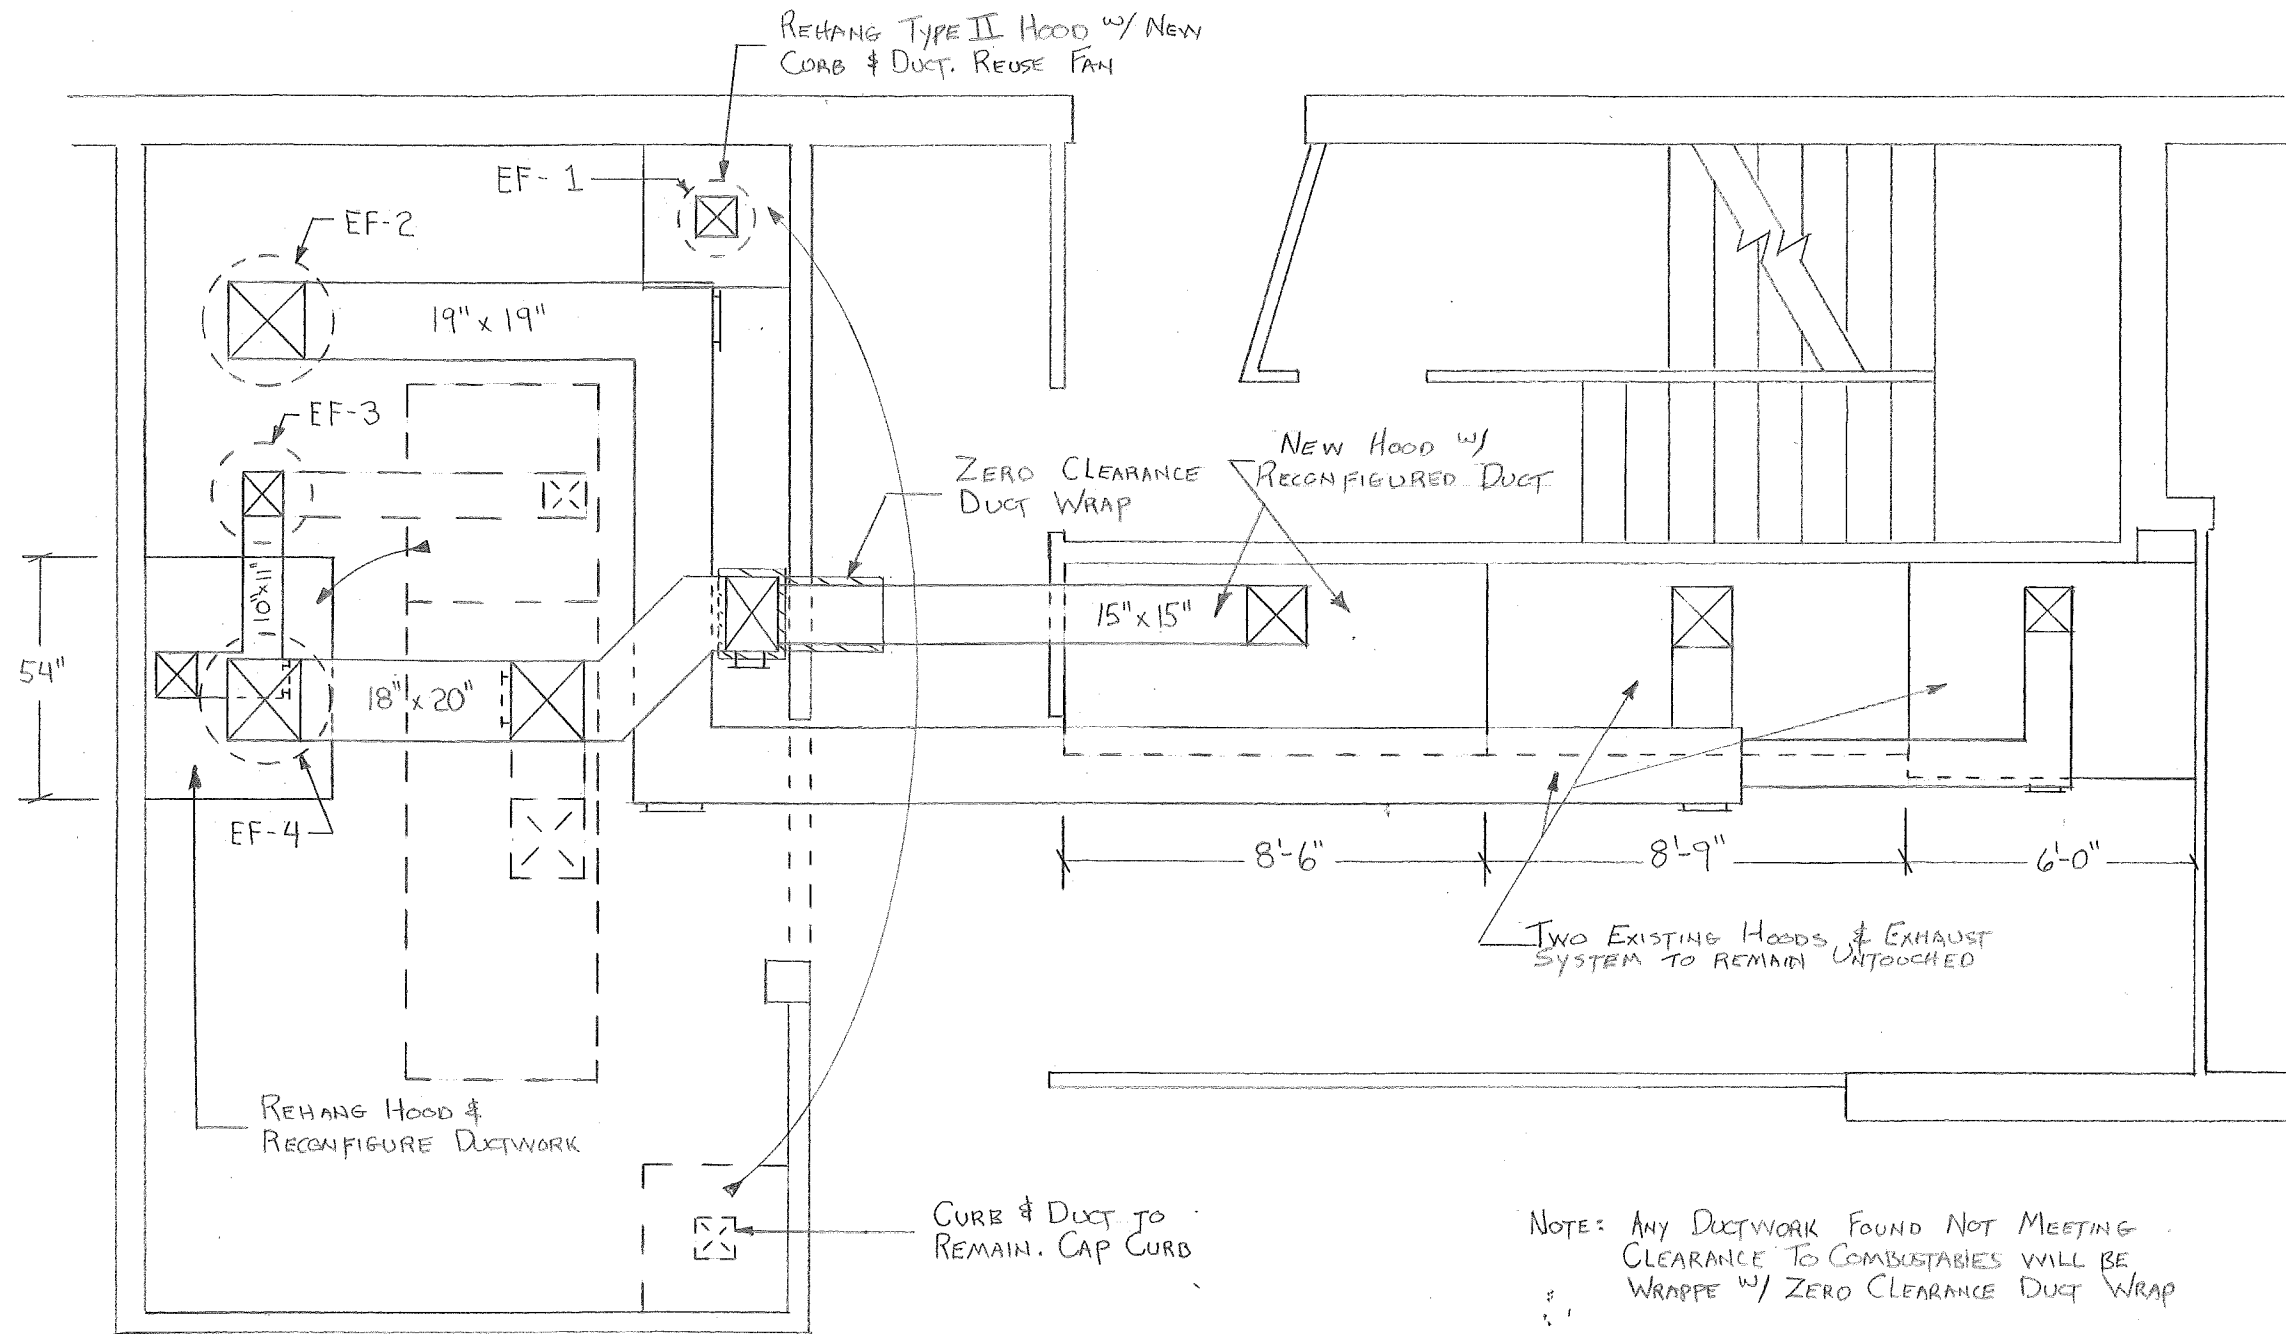 REHANG TYPE II HOOD W/ NEW
CURB & DUCT. REUSE FAN
EF-1
EF-2
19" x 19"
EF-3
ZERO CLEARANCE
DUCT WRAP
NEW HOOD W/
RECONFIGURED DUCT
10" x 11"
15" x 15"
54"
18" x 20"
EF-4
8'-6"
8'-9"
6'-0"
TWO EXISTING HOODS & EXHAUST
SYSTEM TO REMAIN UNTOUCHED
REHANG HOOD &
RECONFIGURE DUCTWORK
CURB & DUCT TO
REMAIN. CAP CURB
NOTE: ANY DUCTWORK FOUND NOT MEETING
CLEARANCE TO COMBUSTABIES WILL BE
WRAPPE W/ ZERO CLEARANCE DUCT WRAP